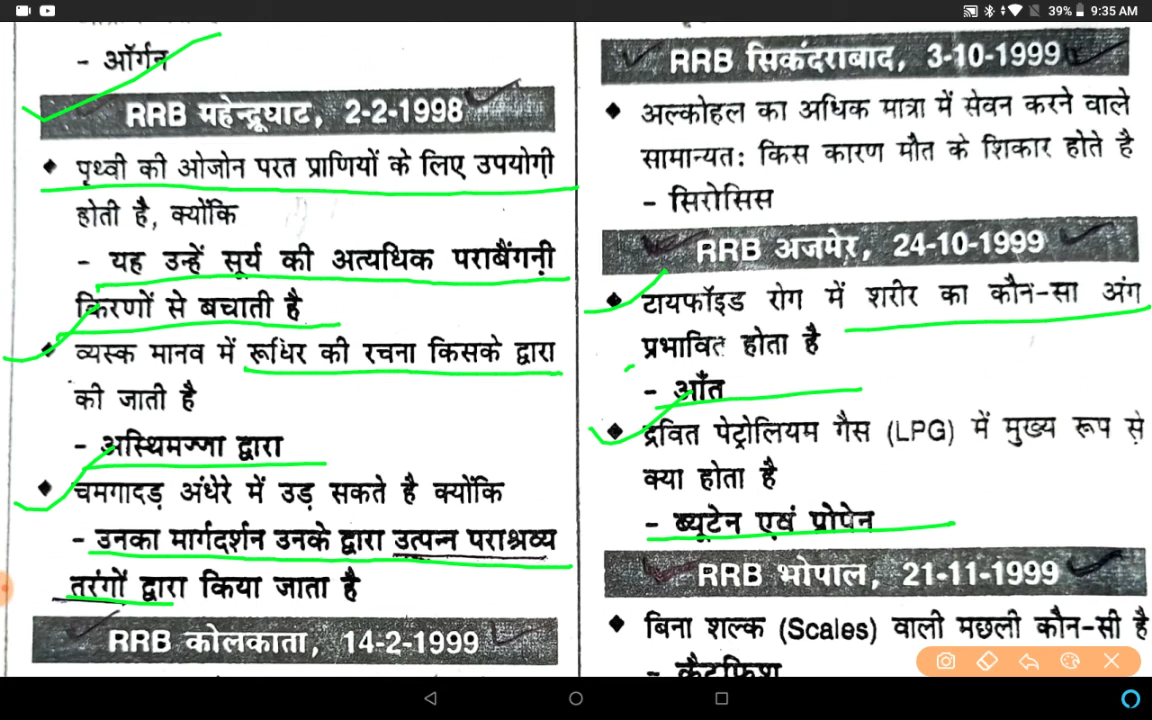 39% 9:35 AM
- ऑर्गन
RRB महेन्द्रूघाट, 2-2-1998
♦ पृथ्वी की ओजोन परत प्राणियों के लिए उपयोगी
होती है, क्योंकि
- यह उन्हें सूर्य की अत्यधिक पराबैंगनी
किरणों से बचाती है
♦ व्यस्क मानव में रूधिर की रचना किसके द्वारा
की जाती है
- अस्थिमज्जा द्वारा
♦ चमगादड़ अंधेरे में उड़ सकते है क्योंकि
- उनका मार्गदर्शन उनके द्वारा उत्पन्न पराश्रव्य
तरंगों द्वारा किया जाता है
RRB कोलकाता, 14-2-1999
RRB सिकंदराबाद, 3-10-1999
♦ अल्कोहल का अधिक मात्रा में सेवन करने वाले
सामान्यत: किस कारण मौत के शिकार होते है
- सिरोसिस
RRB अजमेर, 24-10-1999
♦ टायफॉइड रोग में शरीर का कौन-सा अंग
प्रभावित होता है
- आँत
♦ द्रवित पेट्रोलियम गैस (LPG) में मुख्य रूप से
क्या होता है
- ब्यूटेन एवं प्रोपेन
RRB भोपाल, 21-11-1999
♦ बिना शल्क (Scales) वाली मछली कौन-सी है
- कैटफिश